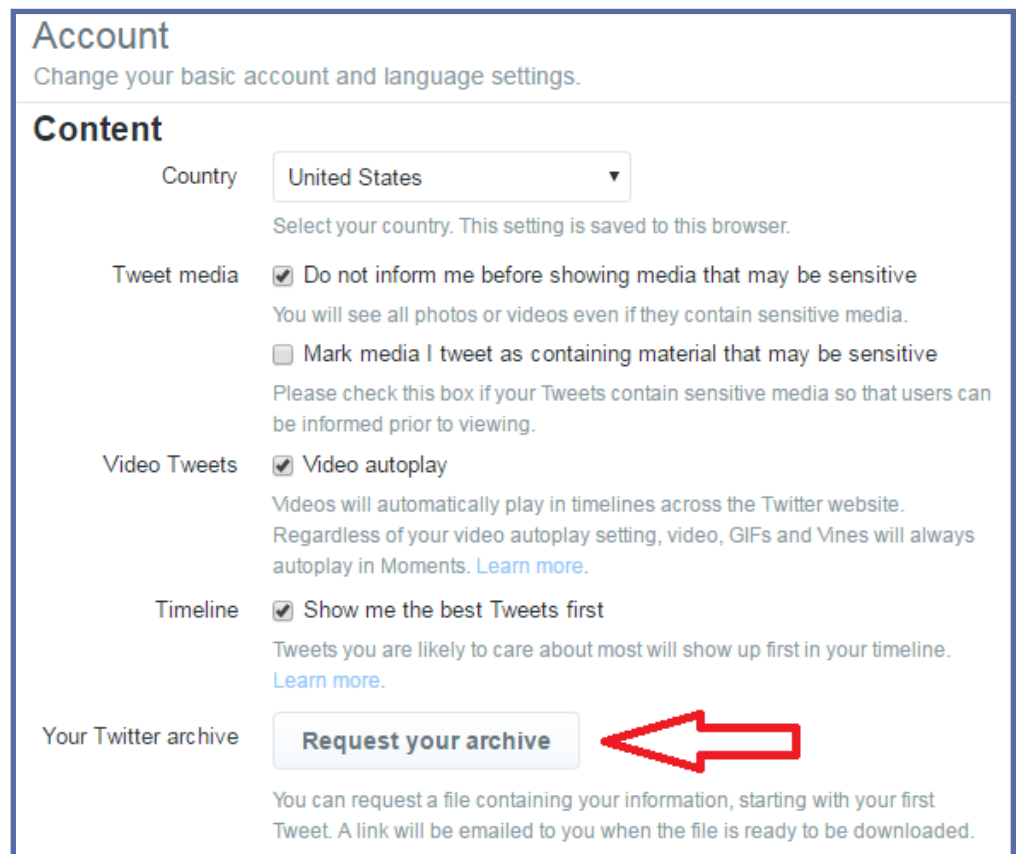 Account
Change your basic account and language settings.
Content
Country
United States
Select your country. This setting is saved to this browser.
Tweet media
Do not inform me before showing media that may be sensitive
You will see all photos or videos even if they contain sensitive media.
Mark media I tweet as containing material that may be sensitive
Please check this box if your Tweets contain sensitive media so that users can
be informed prior to viewing.
Video Tweets
Video autoplay
Videos will automatically play in timelines across the Twitter website.
Regardless of your video autoplay setting, video, GIFs and Vines will always
autoplay in Moments. Learn more.
Timeline
Show me the best Tweets first
Tweets you are likely to care about most will show up first in your timeline.
Learn more.
Your Twitter archive
Request your archive
You can request a file containing your information, starting with your first
Tweet. A link will be emailed to you when the file is ready to be downloaded.